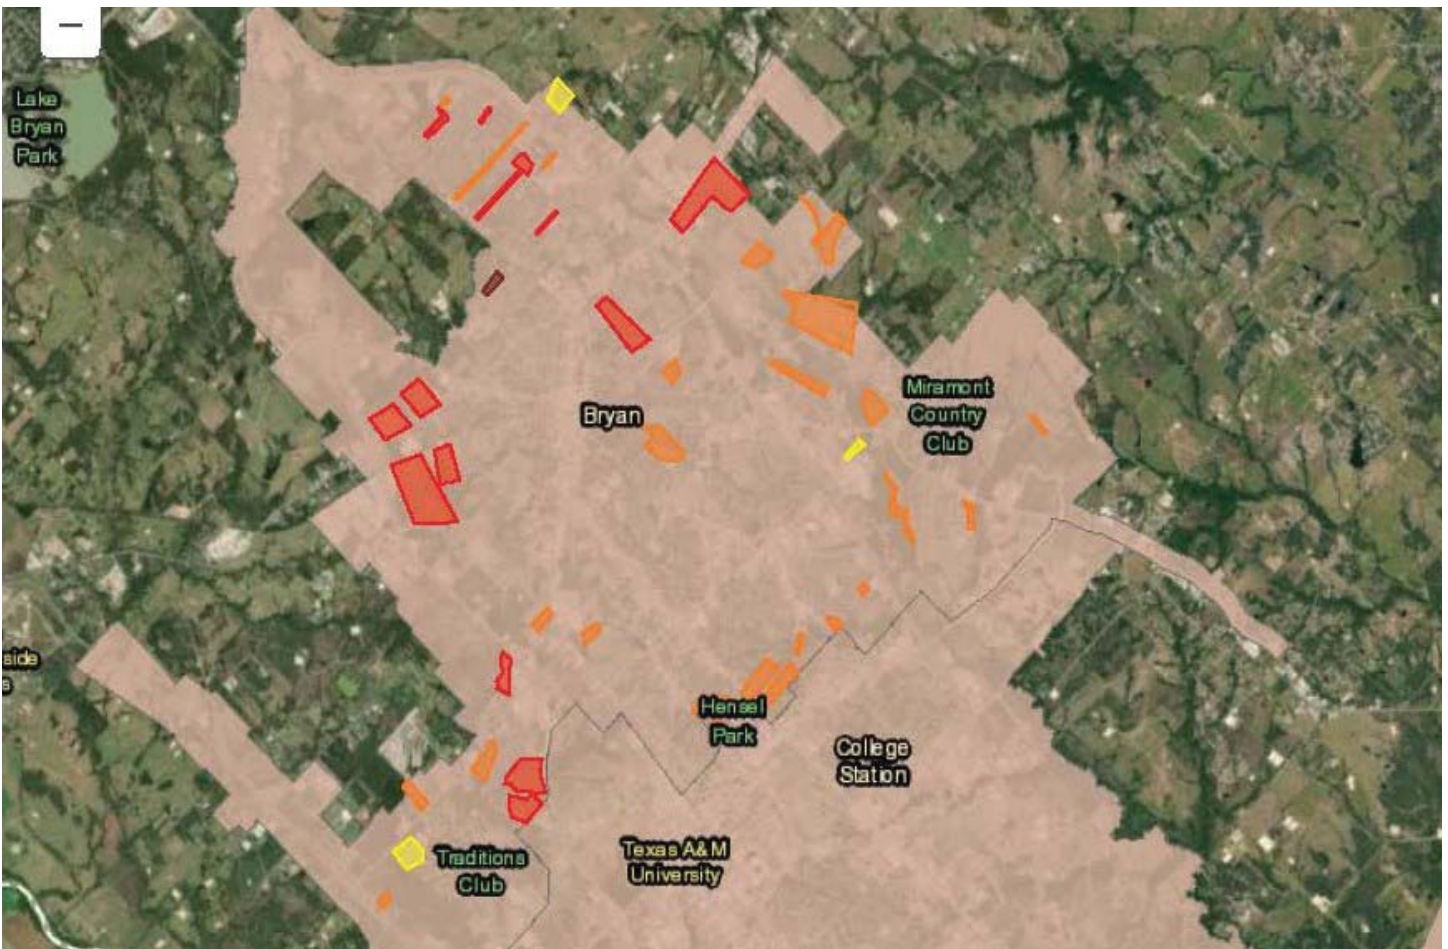 Lake
Bryan
Park
Bryan
Miramont
Country
Club
side
s
Hensel
Park
College
Station
Traditions
Club
Texas A&M
University